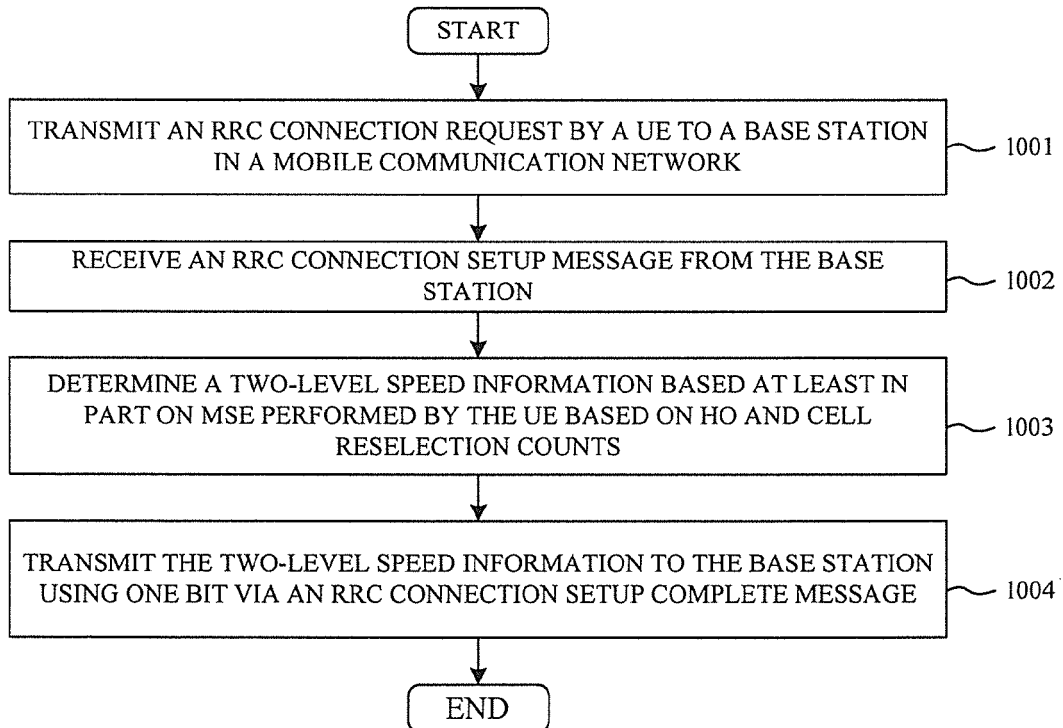 START
TRANSMIT AN RRC CONNECTION REQUEST BY A UE TO A BASE STATION
IN A MOBILE COMMUNICATION NETWORK
1001
RECEIVE AN RRC CONNECTION SETUP MESSAGE FROM THE BASE
STATION
1002
DETERMINE A TWO-LEVEL SPEED INFORMATION BASED AT LEAST IN
PART ON MSE PERFORMED BY THE UE BASED ON HO AND CELL
RESELECTION COUNTS
1003
TRANSMIT THE TWO-LEVEL SPEED INFORMATION TO THE BASE STATION
USING ONE BIT VIA AN RRC CONNECTION SETUP COMPLETE MESSAGE
1004
END